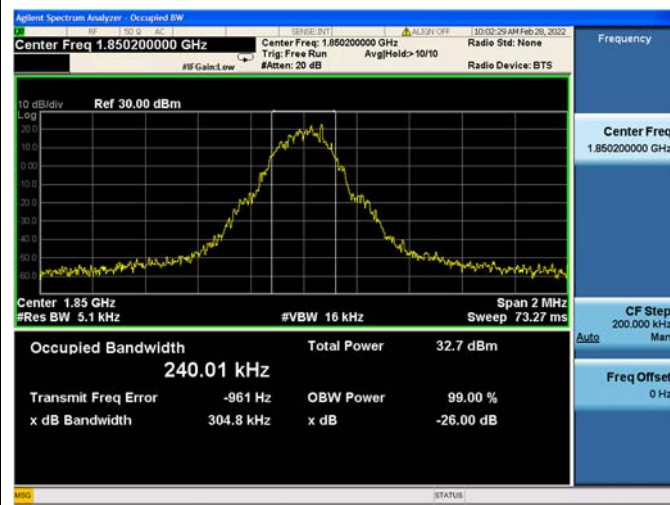 Agilent Spectrum Analyzer - Occupied BW
RF 50 Ω AC SENSE:INT ALIGN OFF 10:02:29 AM Feb 28, 2022
Center Freq 1.850200000 GHz
Center Freq: 1.850200000 GHz
Radio Std: None
Trig: Free Run Avg|Hold:>10/10
#IFGain:Low #Atten: 20 dB Radio Device: BTS
10 dB/div Ref 30.00 dBm
Log
20.0
10.0
0.00
-10.0
-20.0
-30.0
-40.0
-50.0
-60.0
Center 1.85 GHz Span 2 MHz
#Res BW 5.1 kHz #VBW 16 kHz Sweep 73.27 ms
Occupied Bandwidth Total Power 32.7 dBm
240.01 kHz
Transmit Freq Error -961 Hz OBW Power 99.00 %
x dB Bandwidth 304.8 kHz x dB -26.00 dB
MSG STATUS
Frequency
Center Freq
1.850200000 GHz
CF Step
200.000 kHz
Auto Man
Freq Offset
0 Hz